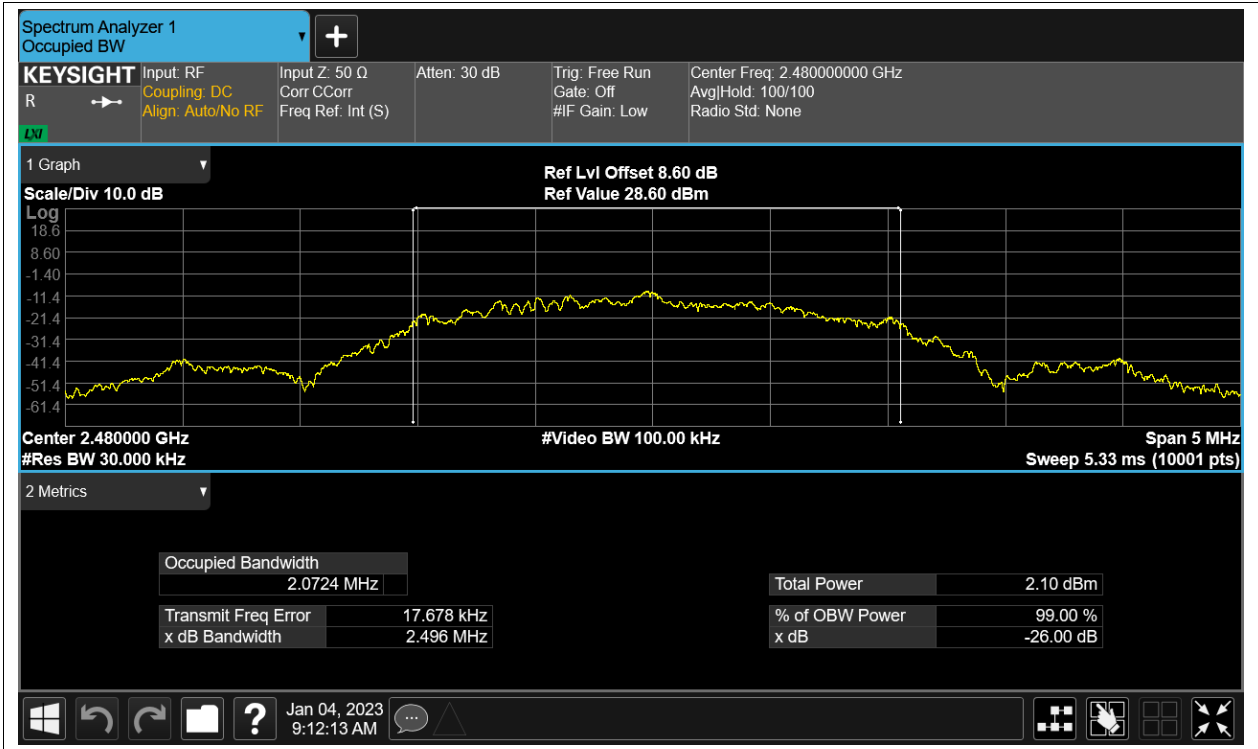 Spectrum Analyzer 1
Occupied BW
KEYSIGHT
R
LXI
Input: RF
Coupling: DC
Align: Auto/No RF
Input Z: 50 Ω
Corr CCorr
Freq Ref: Int (S)
Atten: 30 dB
Trig: Free Run
Gate: Off
#IF Gain: Low
Center Freq: 2.480000000 GHz
Avg|Hold: 100/100
Radio Std: None
1 Graph
Scale/Div 10.0 dB
Ref Lvl Offset 8.60 dB
Ref Value 28.60 dBm
Log
18.6
8.60
-1.40
-11.4
-21.4
-31.4
-41.4
-51.4
-61.4
Center 2.480000 GHz
#Res BW 30.000 kHz
#Video BW 100.00 kHz
Span 5 MHz
Sweep 5.33 ms (10001 pts)
2 Metrics
Occupied Bandwidth
2.0724 MHz
Transmit Freq Error 17.678 kHz
x dB Bandwidth 2.496 MHz
Total Power 2.10 dBm
% of OBW Power 99.00 %
x dB -26.00 dB
?
Jan 04, 2023
9:12:13 AM